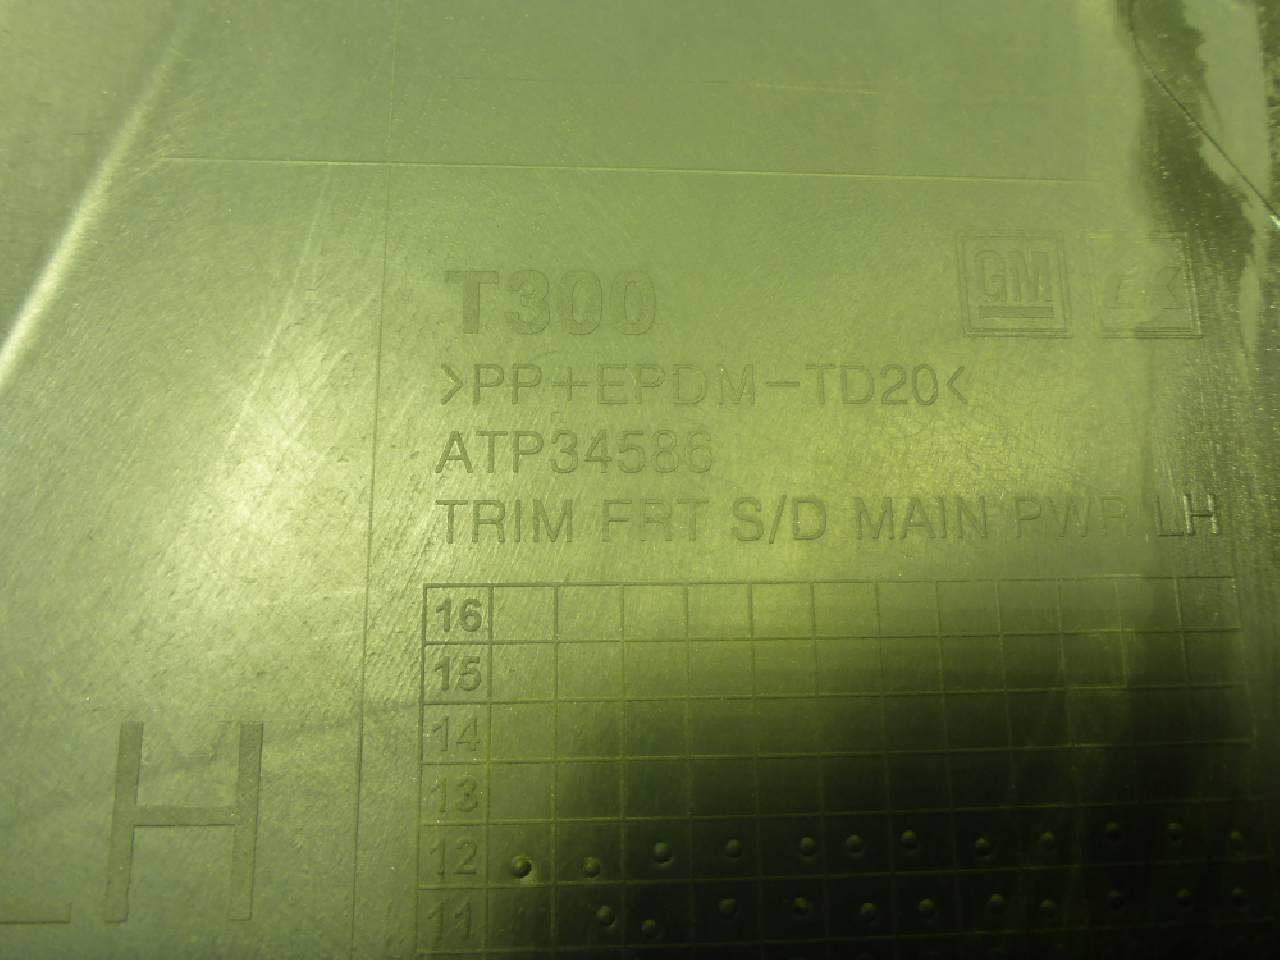 T300
GM
>PP+EPDM-TD20<
ATP34586
TRIM FRT S/D MAIN PWR LH
16
15
14
13
12
11
LH